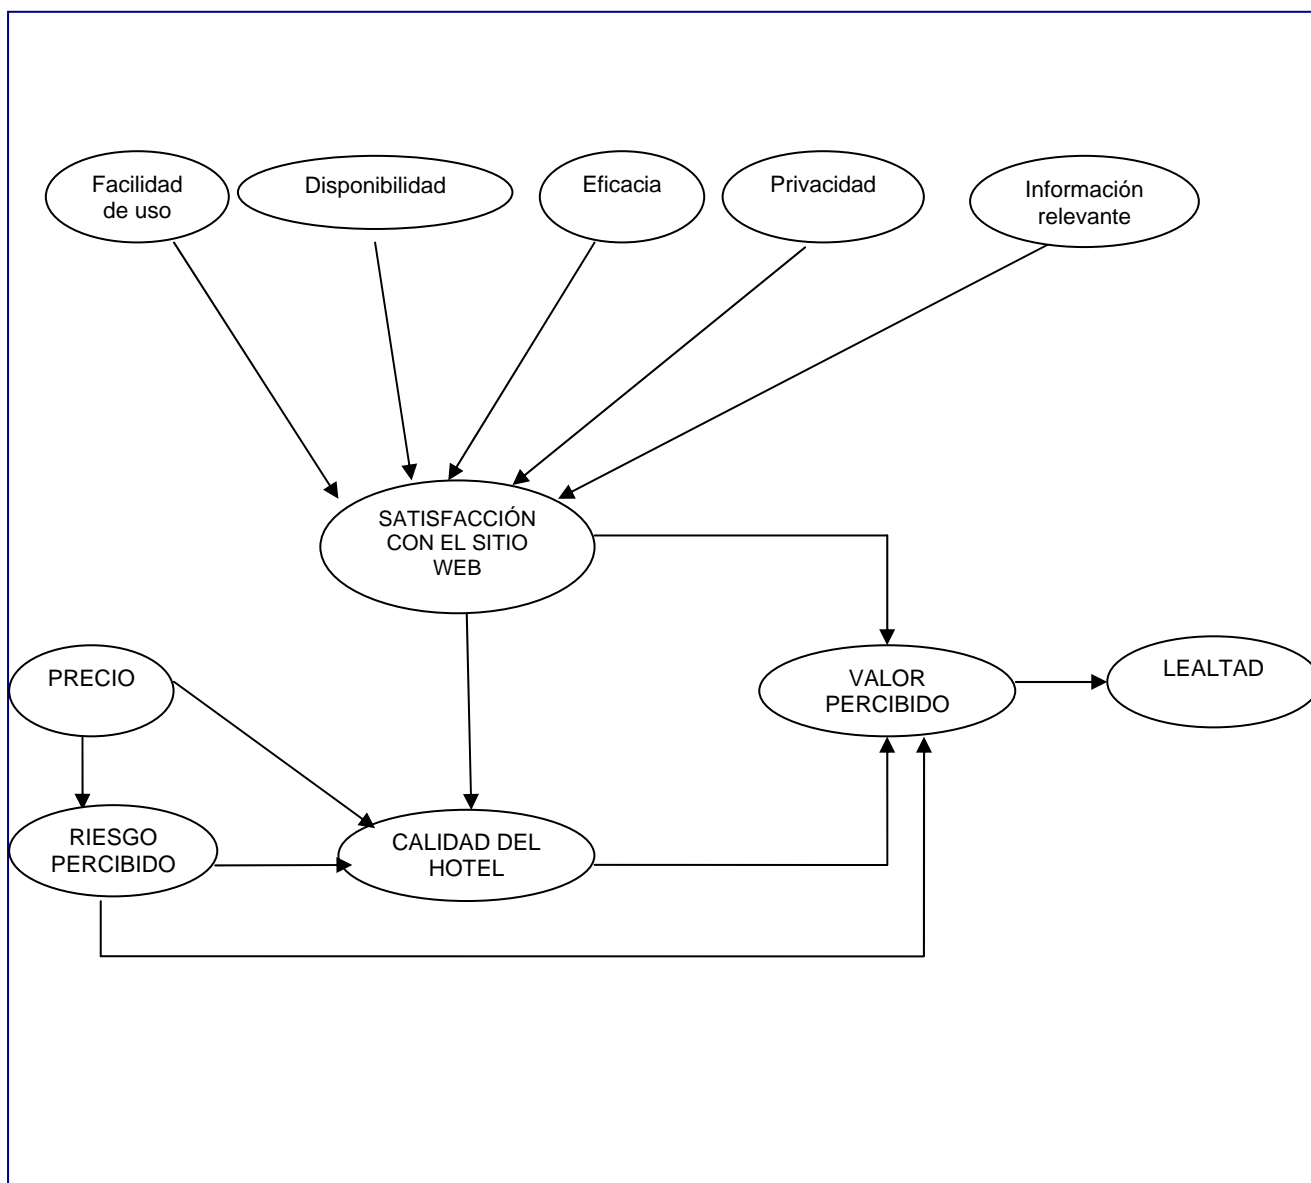 Facilidad
de uso
Disponibilidad
Eficacia
Privacidad
Información
relevante
SATISFACCIÓN
CON EL SITIO
WEB
PRECIO
VALOR
PERCIBIDO
LEALTAD
RIESGO
PERCIBIDO
CALIDAD DEL
HOTEL